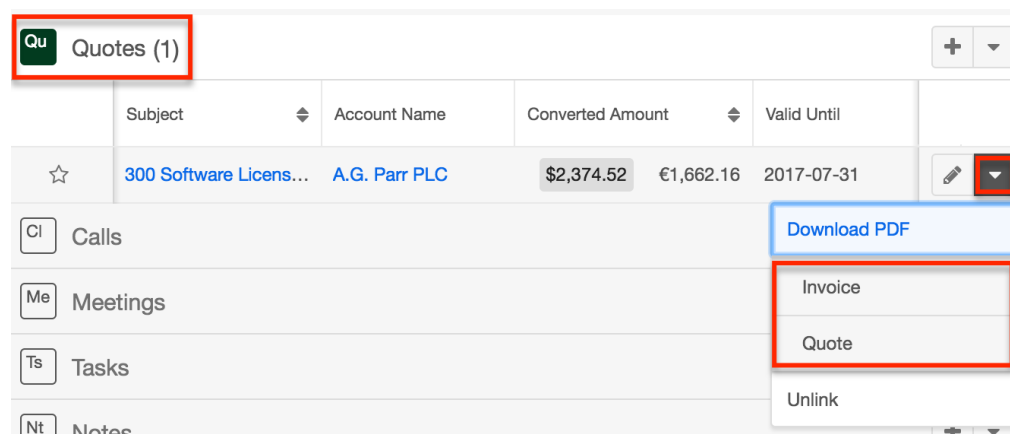 Qu Quotes (1)
Subject Account Name Converted Amount Valid Until
300 Software Licens... A.G. Parr PLC $2,374.52 €1,662.16 2017-07-31
Download PDF
Cl Calls
Invoice
Me Meetings
Quote
Ts Tasks
Unlink
Nt Notes